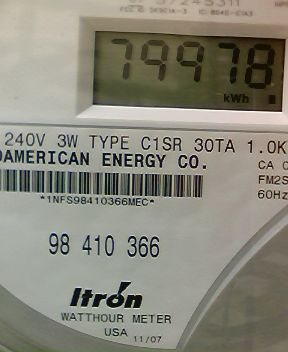 79978
kWh
240V 3W TYPE C1SR 30TA 1.0K
DAMERICAN ENERGY CO.
CA
*1NFS98410366MEC*
FM2S
60Hz
98 410 366
Itron
WATTHOUR METER
USA 11/07